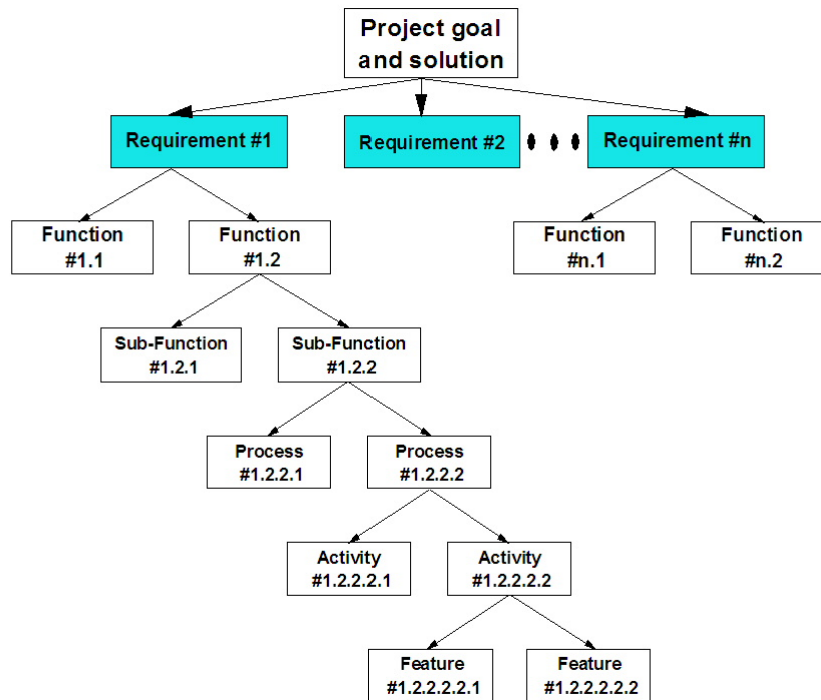 Project goal
and solution
Requirement #1
Requirement #2
Requirement #n
Function
#1.1
Function
#1.2
Function
#n.1
Function
#n.2
Sub-Function
#1.2.1
Sub-Function
#1.2.2
Process
#1.2.2.1
Process
#1.2.2.2
Activity
#1.2.2.2.1
Activity
#1.2.2.2.2
Feature
#1.2.2.2.2.1
Feature
#1.2.2.2.2.2